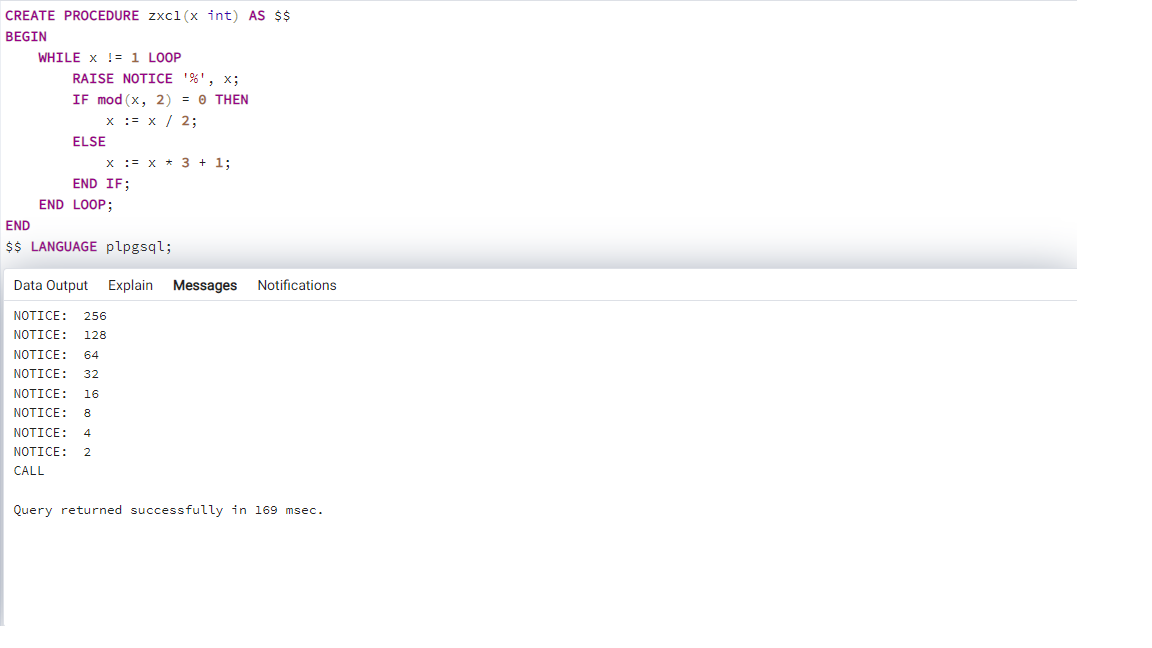 CREATE PROCEDURE zxcl(x int) AS $$
BEGIN
    WHILE x != 1 LOOP
        RAISE NOTICE '%', x;
        IF mod(x, 2) = 0 THEN
            x := x / 2;
        ELSE
            x := x * 3 + 1;
        END IF;
    END LOOP;
END
$$ LANGUAGE plpgsql;
Data Output Explain Messages Notifications
NOTICE:  256
NOTICE:  128
NOTICE:  64
NOTICE:  32
NOTICE:  16
NOTICE:  8
NOTICE:  4
NOTICE:  2
CALL
Query returned successfully in 169 msec.